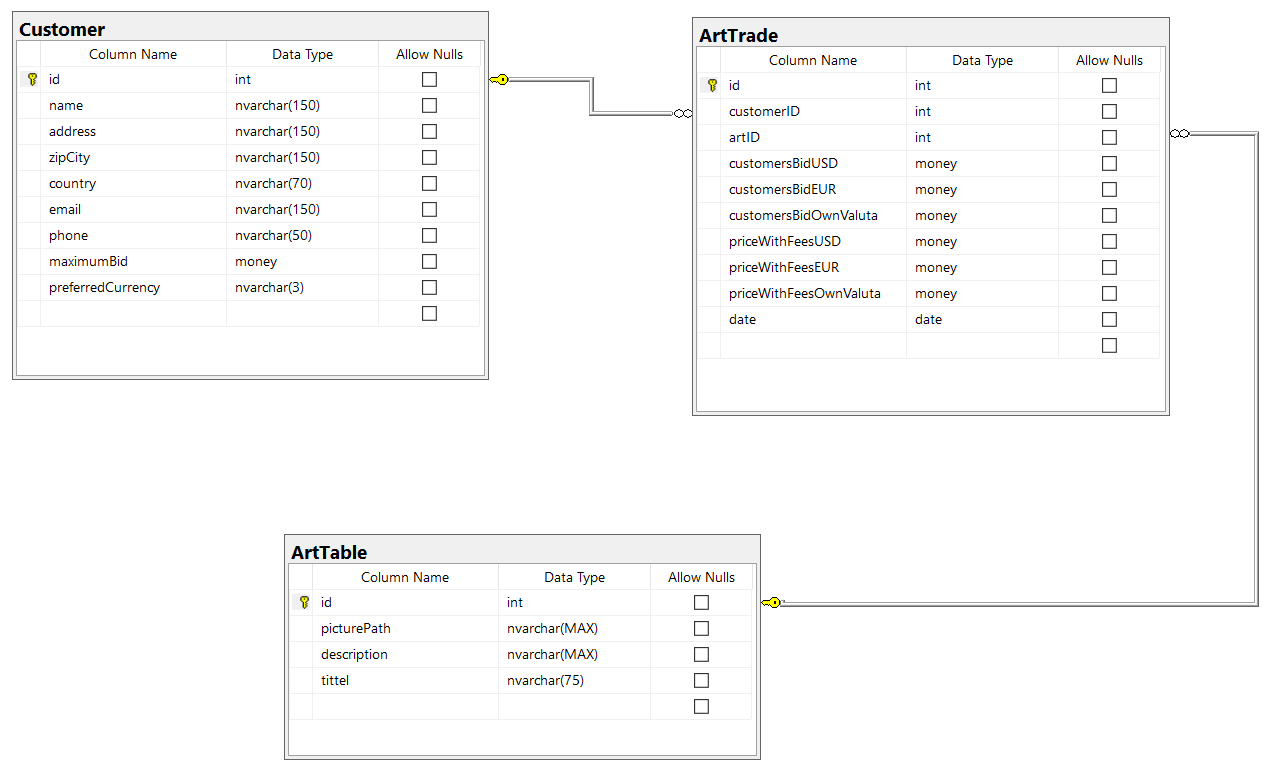 Customer
Column Name Data Type Allow Nulls
id int
name nvarchar(150)
address nvarchar(150)
zipCity nvarchar(150)
country nvarchar(70)
email nvarchar(150)
phone nvarchar(50)
maximumBid money
preferredCurrency nvarchar(3)
ArtTrade
Column Name Data Type Allow Nulls
id int
customerID int
artID int
customersBidUSD money
customersBidEUR money
customersBidOwnValuta money
priceWithFeesUSD money
priceWithFeesEUR money
priceWithFeesOwnValuta money
date date
ArtTable
Column Name Data Type Allow Nulls
id int
picturePath nvarchar(MAX)
description nvarchar(MAX)
tittel nvarchar(75)